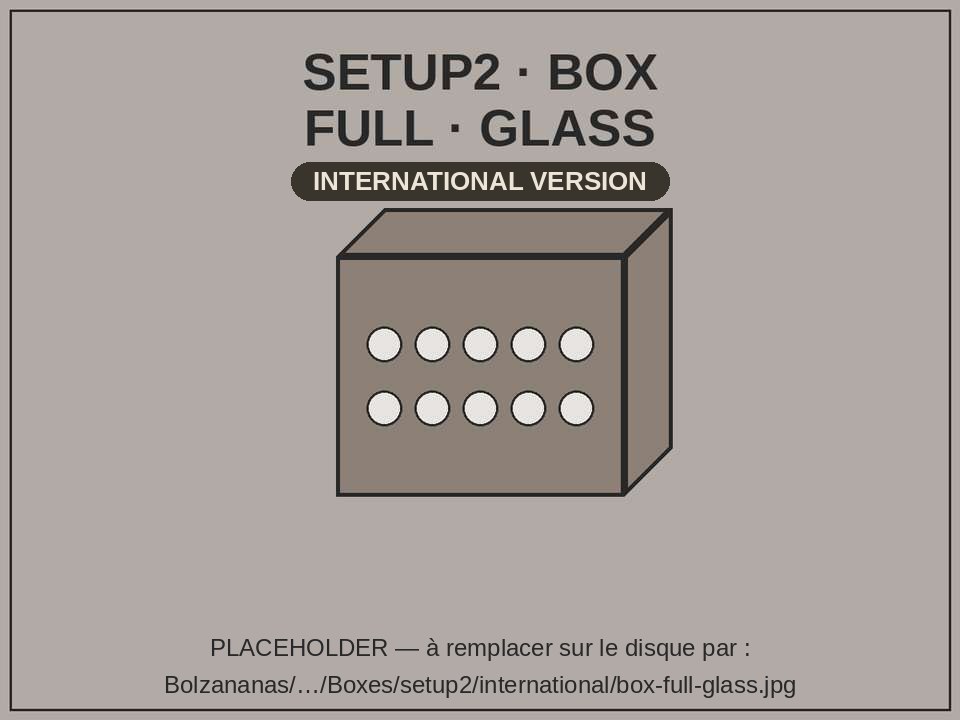 SETUP2 · BOX
FULL · GLASS
INTERNATIONAL VERSION
PLACEHOLDER — à remplacer sur le disque par :
Bolzananas/…/Boxes/setup2/international/box-full-glass.jpg